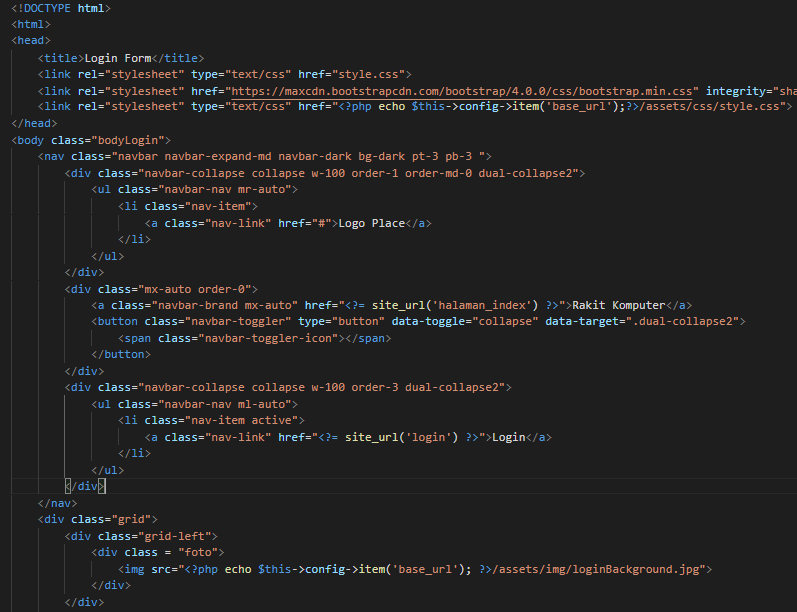 <!DOCTYPE html>
<html>
<head>
    <title>Login Form</title>
    <link rel="stylesheet" type="text/css" href="style.css">
    <link rel="stylesheet" href="https://maxcdn.bootstrapcdn.com/bootstrap/4.0.0/css/bootstrap.min.css" integrity="sha
    <link rel="stylesheet" type="text/css" href="<?php echo $this->config->item('base_url');?>/assets/css/style.css">
</head>
<body class="bodyLogin">
    <nav class="navbar navbar-expand-md navbar-dark bg-dark pt-3 pb-3 ">
        <div class="navbar-collapse collapse w-100 order-1 order-md-0 dual-collapse2">
            <ul class="navbar-nav mr-auto">
                <li class="nav-item">
                    <a class="nav-link" href="#">Logo Place</a>
                </li>
            </ul>
        </div>
        <div class="mx-auto order-0">
            <a class="navbar-brand mx-auto" href="<?= site_url('halaman_index') ?>">Rakit Komputer</a>
            <button class="navbar-toggler" type="button" data-toggle="collapse" data-target=".dual-collapse2">
                <span class="navbar-toggler-icon"></span>
            </button>
        </div>
        <div class="navbar-collapse collapse w-100 order-3 dual-collapse2">
            <ul class="navbar-nav ml-auto">
                <li class="nav-item active">
                    <a class="nav-link" href="<?= site_url('login') ?>">Login</a>
                </li>
            </ul>
        </div>
    </nav>
    <div class="grid">
        <div class="grid-left">
            <div class = "foto">
                <img src="<?php echo $this->config->item('base_url'); ?>/assets/img/loginBackground.jpg">
            </div>
        </div>